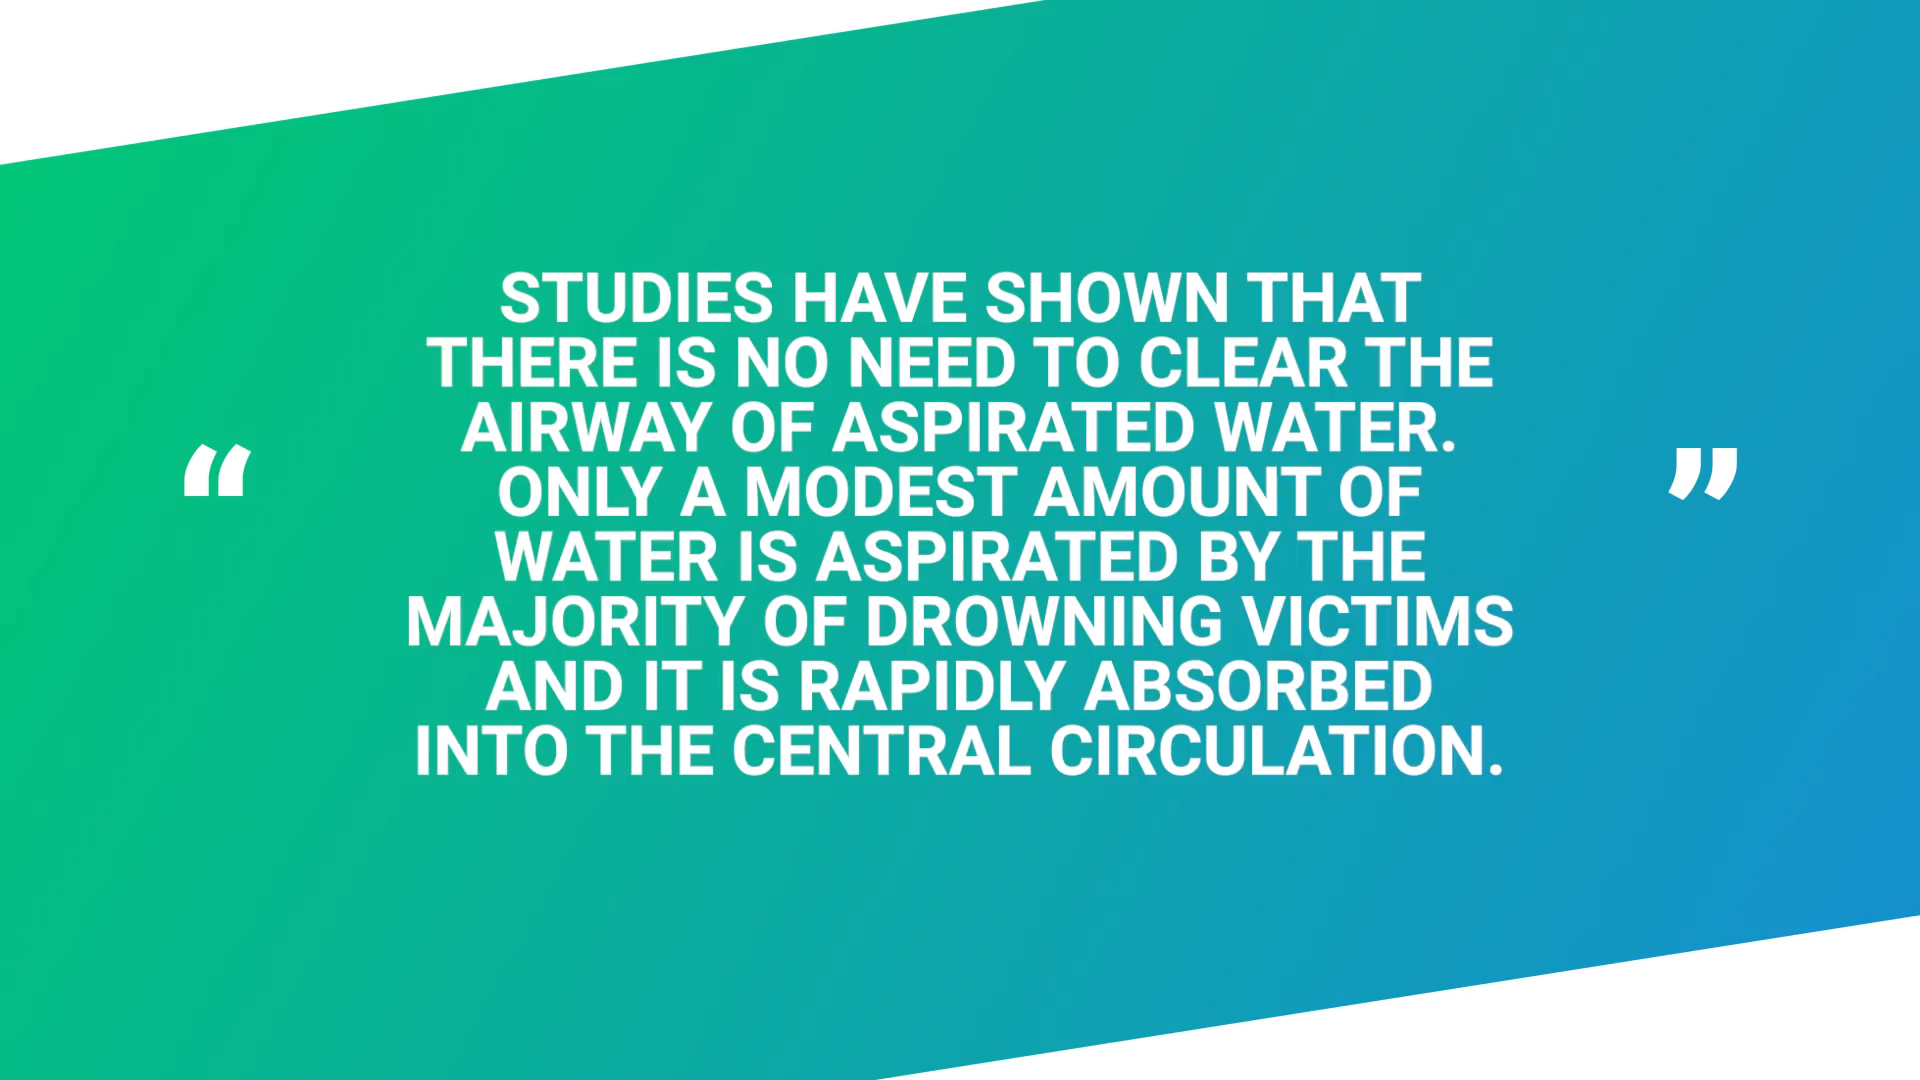 STUDIES HAVE SHOWN THAT
THERE IS NO NEED TO CLEAR THE
AIRWAY OF ASPIRATED WATER.
“ ONLY A MODEST AMOUNT OF ”
WATER IS ASPIRATED BY THE
MAJORITY OF DROWNING VICTIMS
AND IT IS RAPIDLY ABSORBED
INTO THE CENTRAL CIRCULATION.